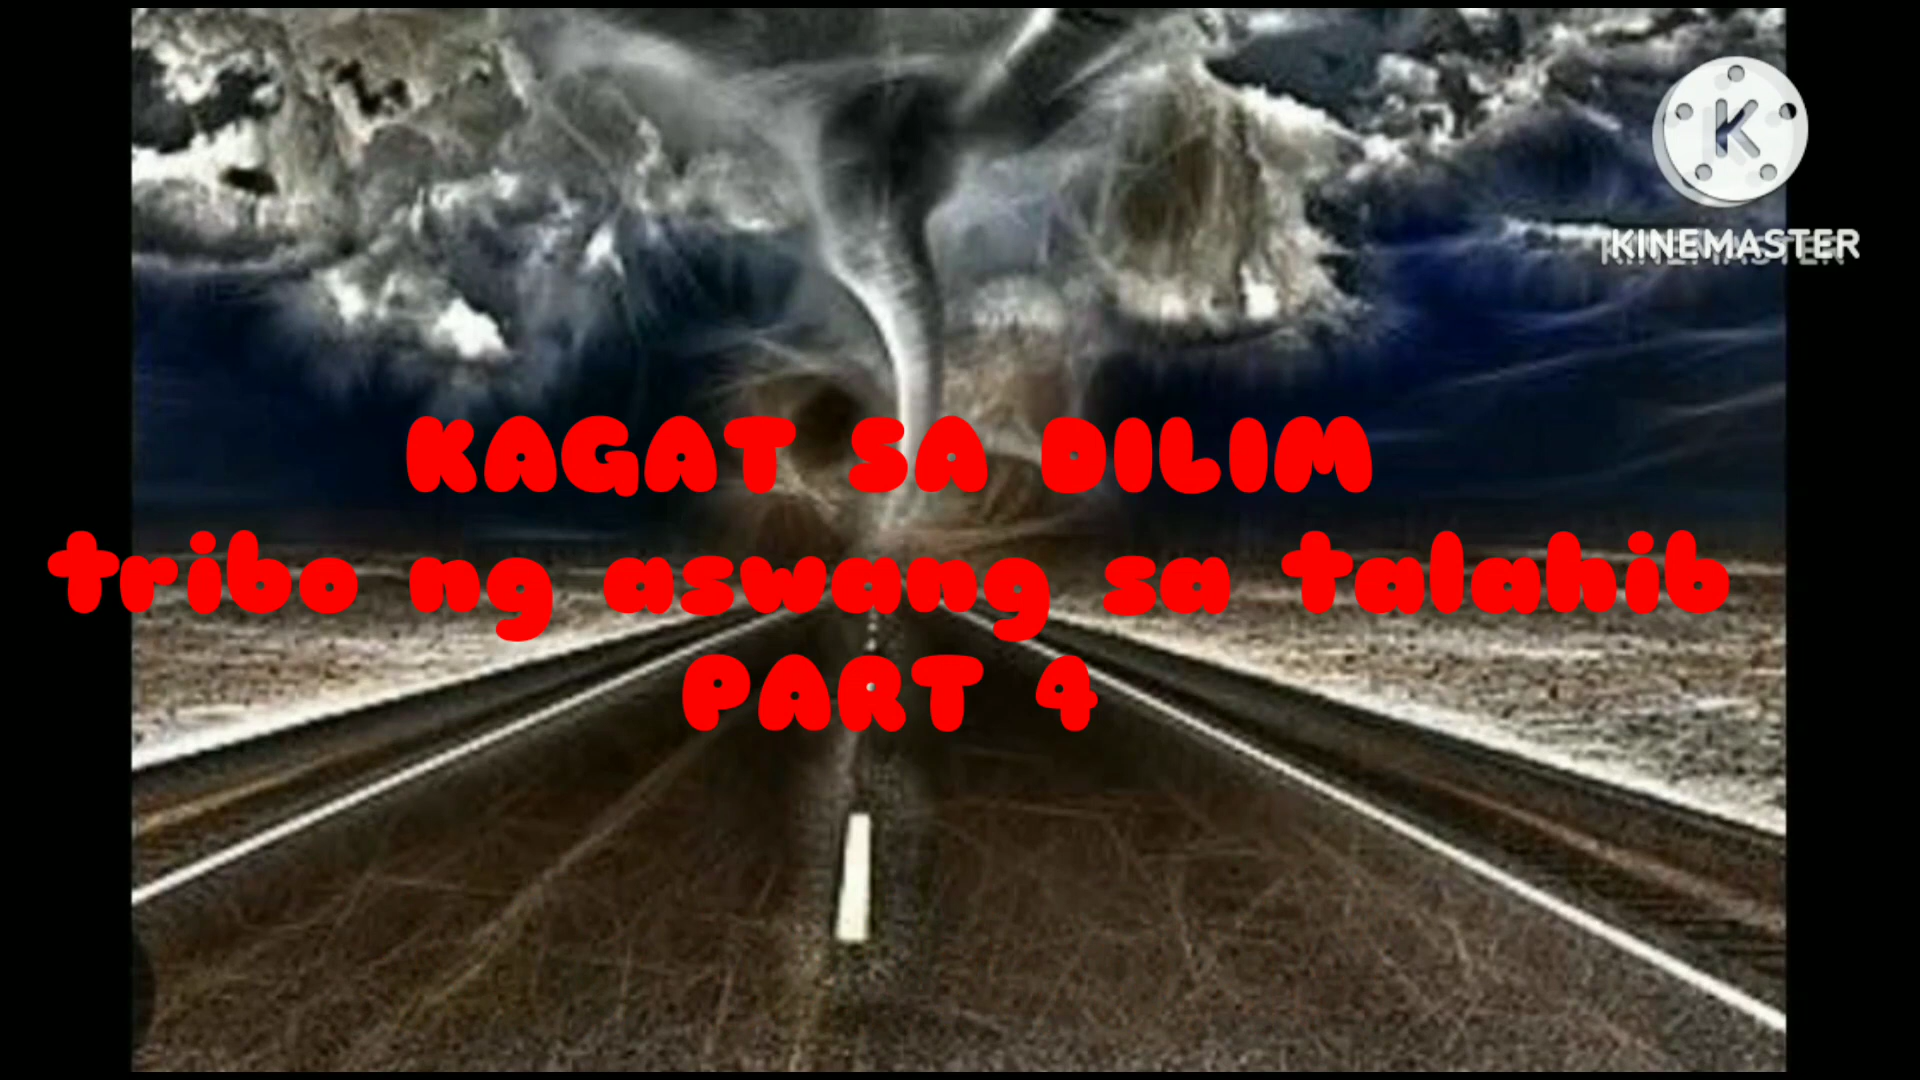 K
KINEMASTER
KAGAT SA DILIM
tribo ng aswang sa talahib
PART 4